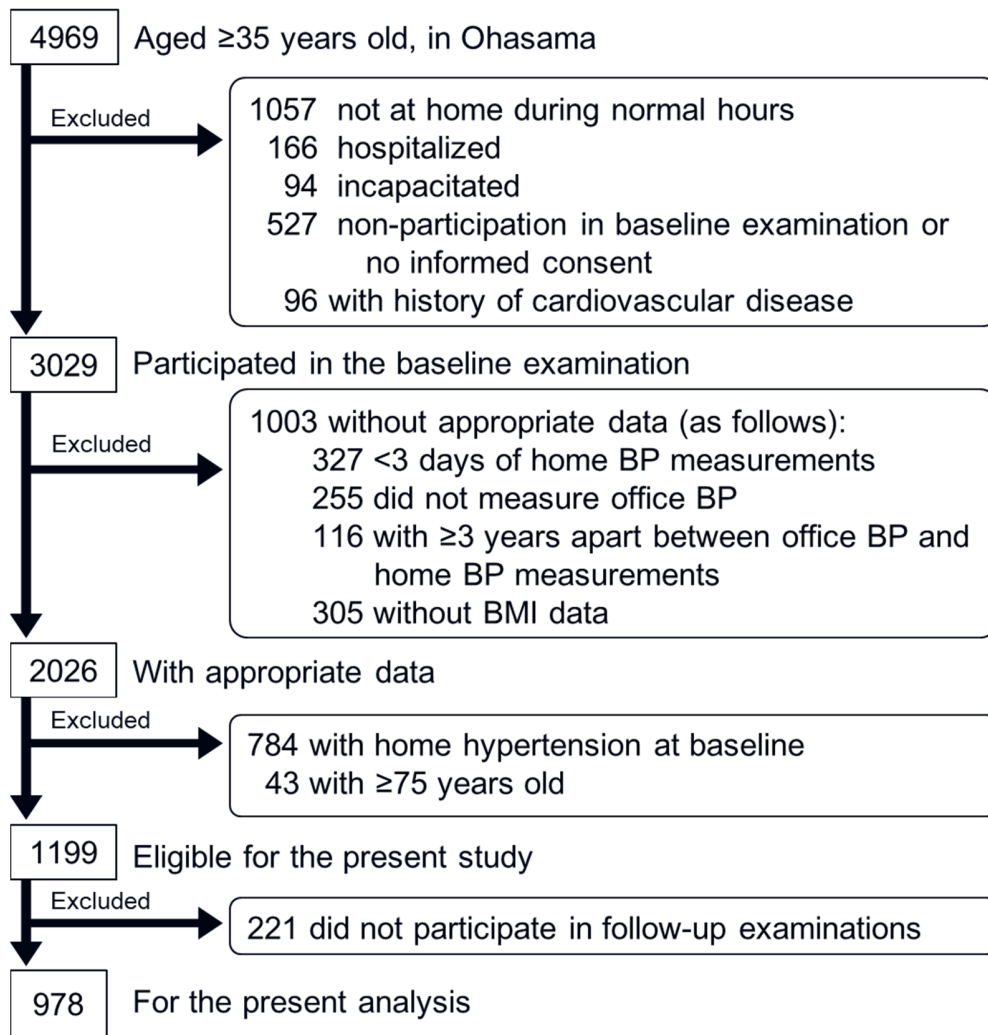 4969 Aged ≥35 years old, in Ohasama
Excluded
1057 not at home during normal hours
166 hospitalized
94 incapacitated
527 non-participation in baseline examination or
no informed consent
96 with history of cardiovascular disease
3029 Participated in the baseline examination
Excluded
1003 without appropriate data (as follows):
327 <3 days of home BP measurements
255 did not measure office BP
116 with ≥3 years apart between office BP and
home BP measurements
305 without BMI data
2026 With appropriate data
Excluded
784 with home hypertension at baseline
43 with ≥75 years old
1199 Eligible for the present study
Excluded
221 did not participate in follow-up examinations
978 For the present analysis